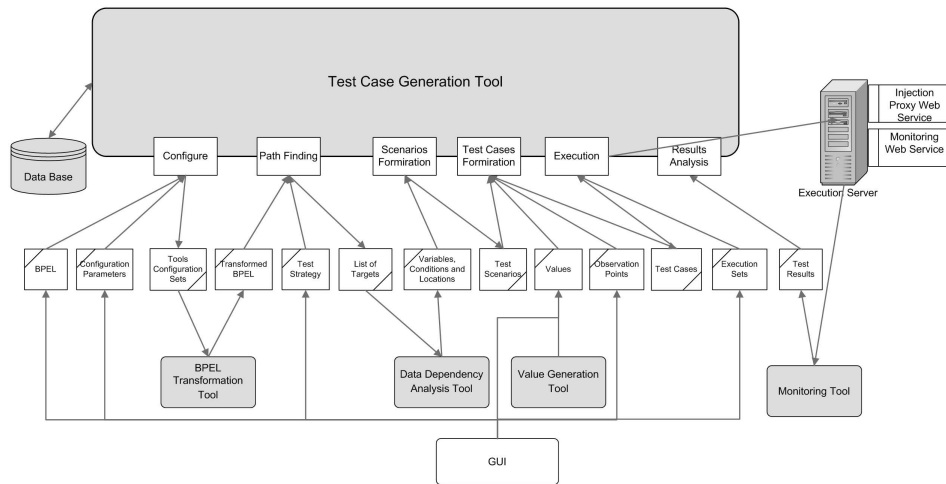 Test Case Generation Tool
Injection
Proxy Web
Service
Monitoring
Web Service
Execution Server
Data Base
Configure
Path Finding
Scenarios
Formiration
Test Cases
Formiration
Execution
Results
Analysis
BPEL
Configuration
Parameters
Tools
Configuration
Sets
Transformed
BPEL
Test
Strategy
List of
Targets
Variables,
Conditions and
Locations
Test
Scenarios
Values
Observation
Points
Test Cases
Execution
Sets
Test
Results
BPEL
Transformation
Tool
Data Dependency
Analysis Tool
Value Generation
Tool
Monitoring Tool
GUI